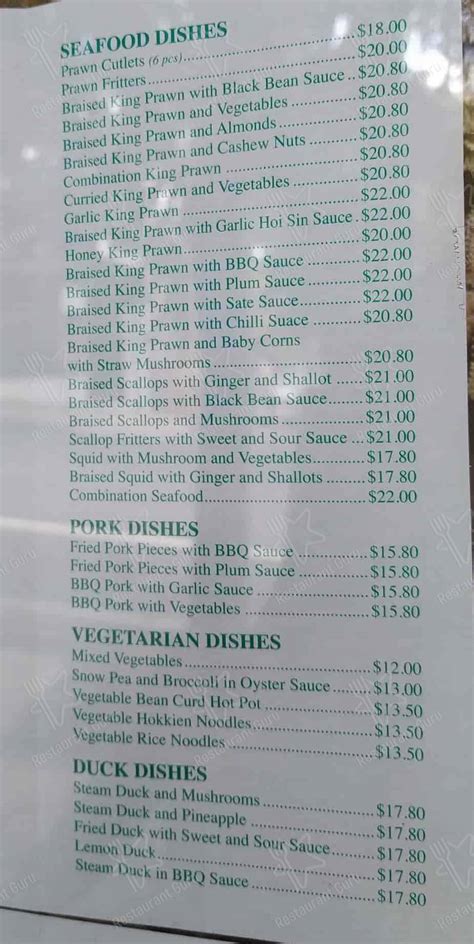 SEAFOOD DISHES
Prawn Cutlets (6 pcs)....................$18.00
Prawn Fritters....................$20.00
Braised King Prawn with Black Bean Sauce..$20.80
Braised King Prawn and Vegetables............$20.80
Braised King Prawn and Almonds..............$20.80
Braised King Prawn and Cashew Nuts.........$20.80
Combination King Prawn....................$20.80
Curried King Prawn and Vegetables............$20.80
Garlic King Prawn....................$22.00
Braised King Prawn with Garlic Hoi Sin Sauce.$22.00
Honey King Prawn....................$20.00
Braised King Prawn with BBQ Sauce..........$22.00
Braised King Prawn with Plum Sauce..........$22.00
Braised King Prawn with Sate Sauce...........$22.00
Braised King Prawn with Chilli Suace.........$20.80
Braised King Prawn and Baby Corns
with Straw Mushrooms....................$20.80
Braised Scallops with Ginger and Shallot......$21.00
Braised Scallops with Black Bean Sauce.......$21.00
Braised Scallops and Mushrooms...............$21.00
Scallop Fritters with Sweet and Sour Sauce...$21.00
Squid with Mushroom and Vegetables..........$17.80
Braised Squid with Ginger and Shallots........$17.80
Combination Seafood....................$22.00
PORK DISHES
Fried Pork Pieces with BBQ Sauce.............$15.80
Fried Pork Pieces with Plum Sauce.............$15.80
BBQ Pork with Garlic Sauce....................$15.80
BBQ Pork with Vegetables....................$15.80
VEGETARIAN DISHES
Mixed Vegetables....................$12.00
Snow Pea and Broccoli in Oyster Sauce.......$13.00
Vegetable Bean Curd Hot Pot....................$13.50
Vegetable Hokkien Noodles....................$13.50
Vegetable Rice Noodles....................$13.50
DUCK DISHES
Steam Duck and Mushrooms....................$17.80
Steam Duck and Pineapple....................$17.80
Fried Duck with Sweet and Sour Sauce.........$17.80
Lemon Duck....................$17.80
Steam Duck in BBQ Sauce....................$17.80
Restaurant Guru